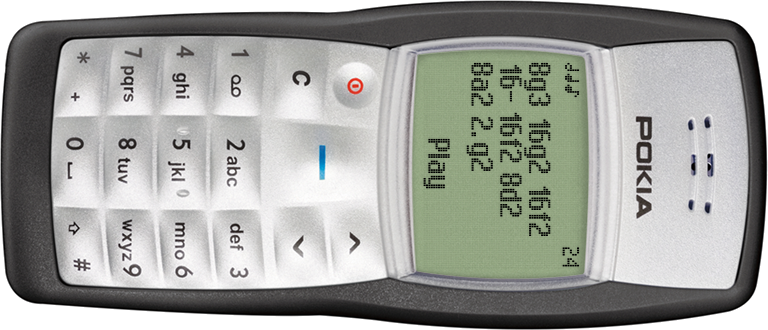 POKIA
♪♪♪ 24
8g3 16g2 16f2
16- 16f2 8d2
8a2 2.g2
Play
C
1 2 abc def 3
4 ghi 5 jkl mno 6
7 pqrs 8 tuv wxyz 9
* + 0 #